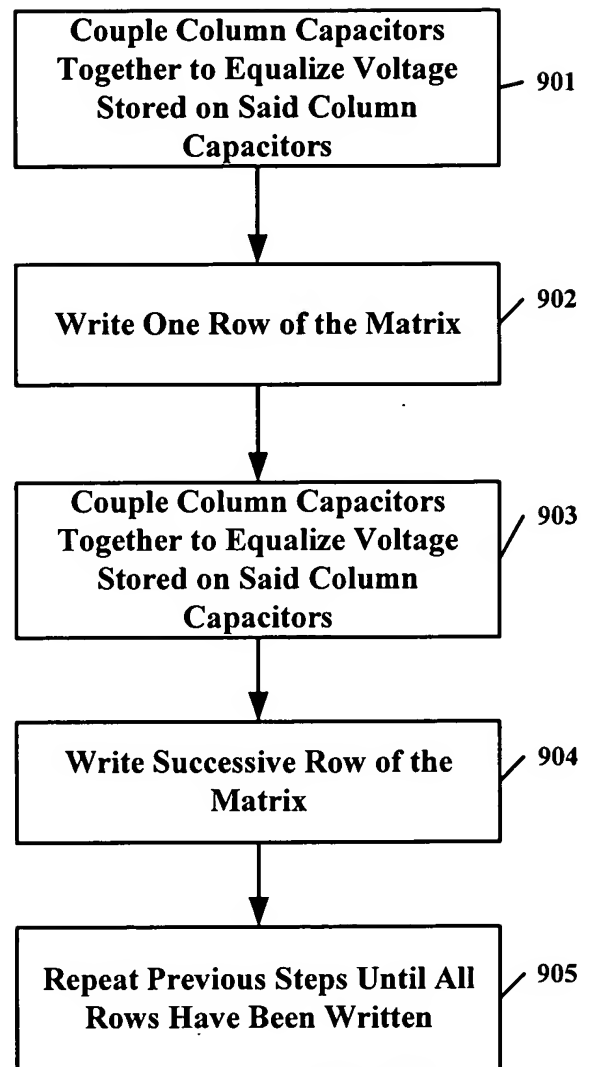 Couple Column Capacitors
Together to Equalize Voltage
Stored on Said Column
Capacitors
901
Write One Row of the Matrix
902
Couple Column Capacitors
Together to Equalize Voltage
Stored on Said Column
Capacitors
903
Write Successive Row of the
Matrix
904
Repeat Previous Steps Until All
Rows Have Been Written
905